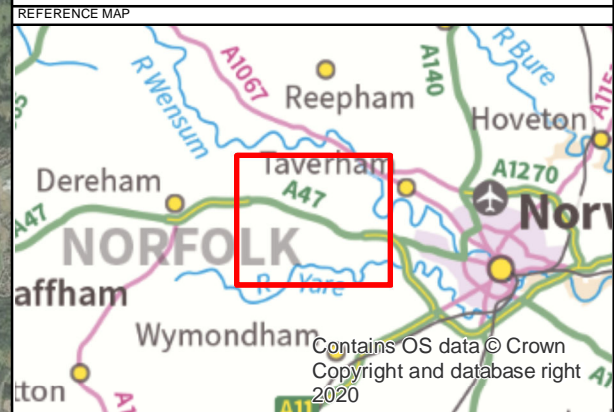 REFERENCE MAP
A1067
A140
R Bure
R Wensum
Reepham
Hoveton
Taverham
A1270
Dereham
A47
A47
NORFOLK
R Yare
affham
Wymondham
Contains OS data © Crown
Copyright and database right
2020
tton
A11